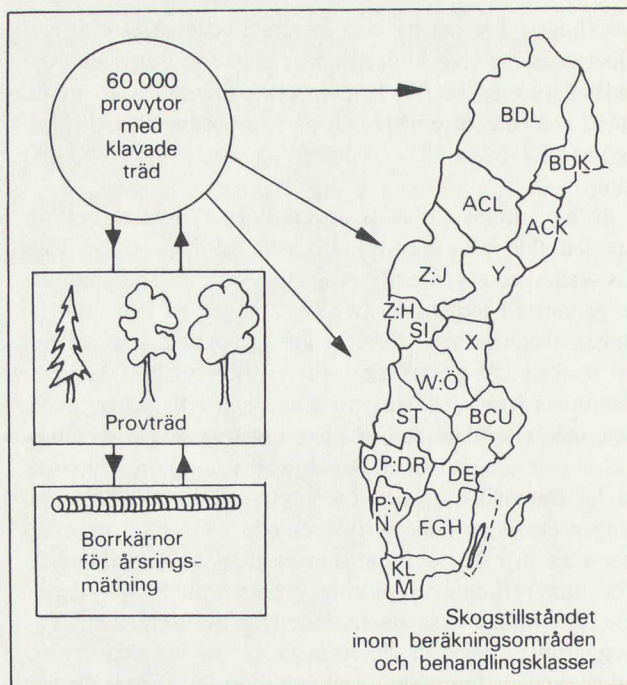 60 000
provytor
med
klavade
träd
Provträd
Borrkärnor
för årsrings-
mätning
BDL
BDK
ACL
ACK
Z:J
Y
Z:H
SI
X
W:Ö
ST
BCU
OP:DR
DE
P:V
N
FGH
KL
M
Skogstillståndet
inom beräkningsområden
och behandlingsklasser